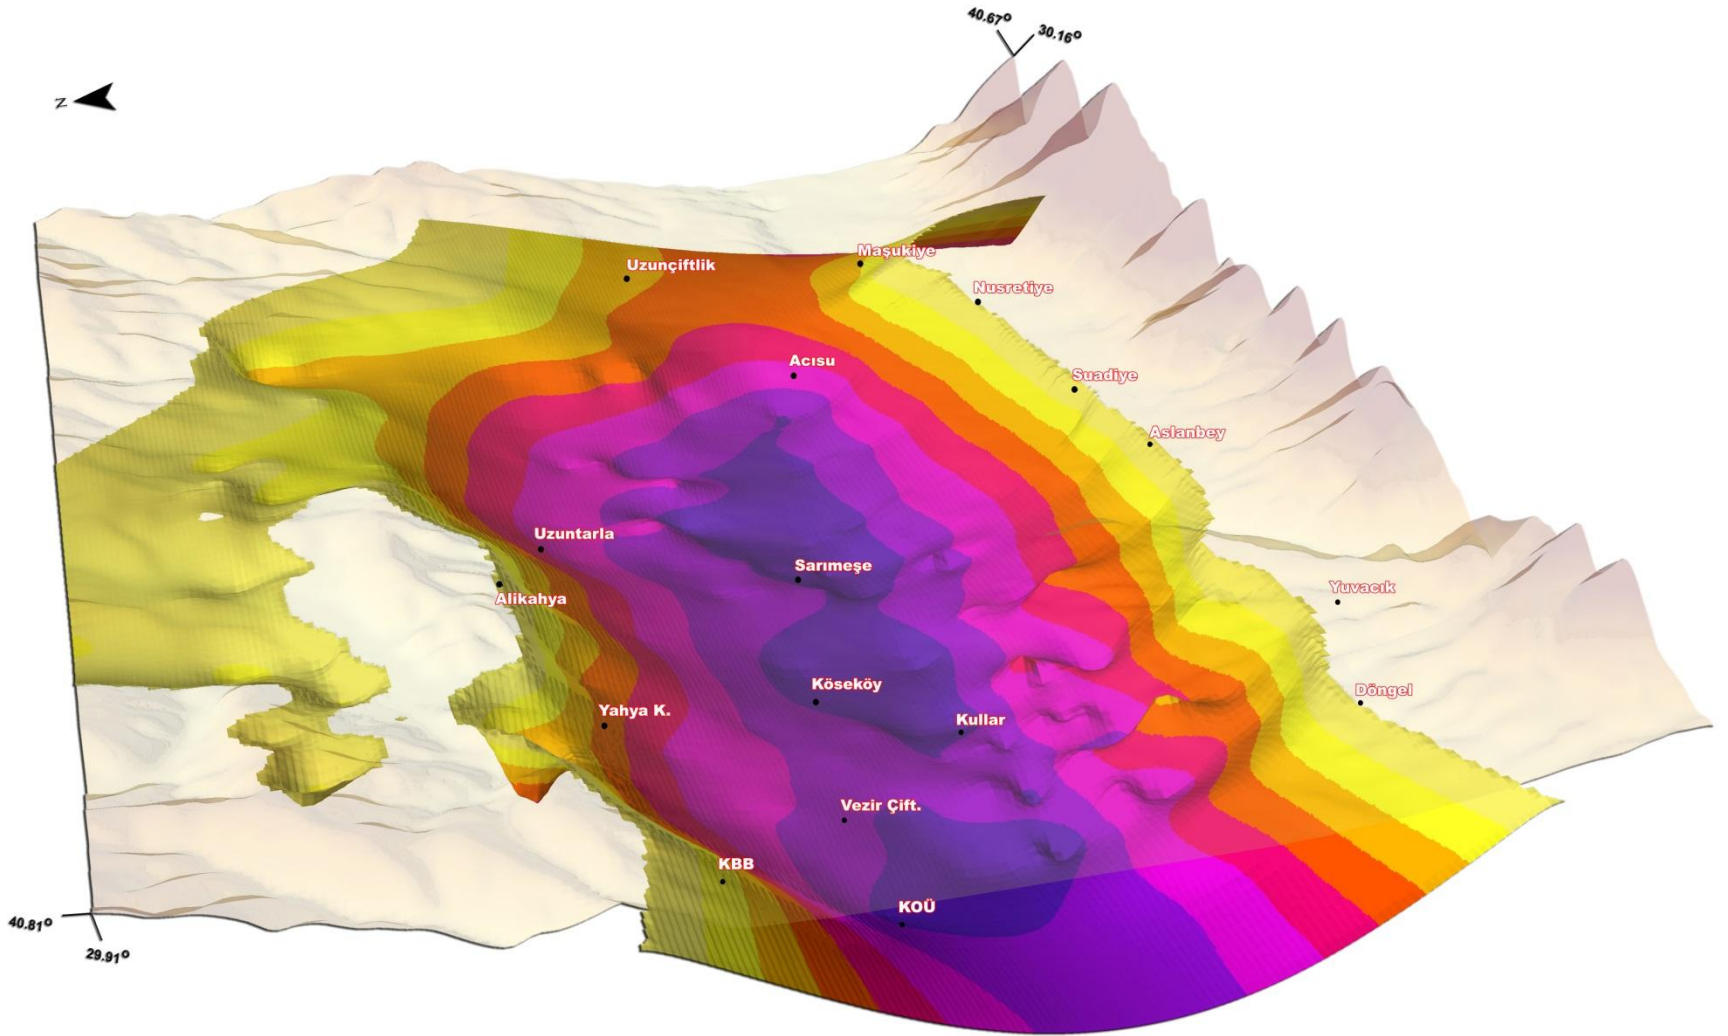 40.67°
30.16°
N
Maşukiye
Uzunçiftlik
Nusretiye
Acısu
Suadiye
Aslanbey
Uzuntarla
Sarımeşe
Alikahya
Yuvacık
Köseköy
Döngel
Yahya K.
Kullar
Vezir Çift.
KBB
KOÜ
40.81°
29.91°